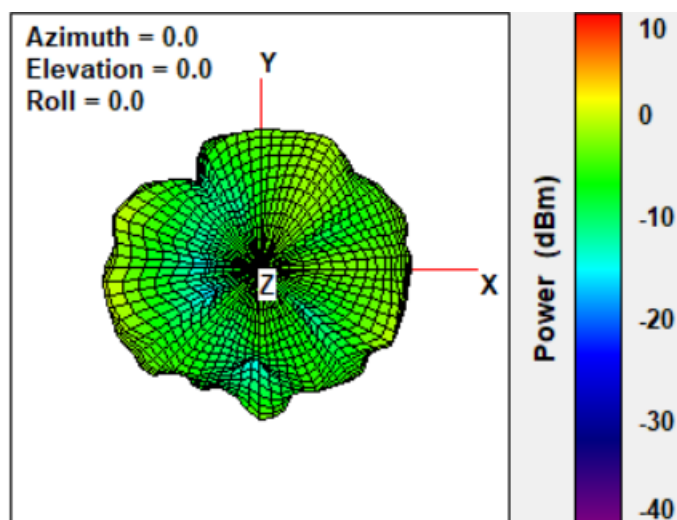 Azimuth = 0.0
Elevation = 0.0
Roll = 0.0
Y
X
Z
Power (dBm)
10
0
-10
-20
-30
-40